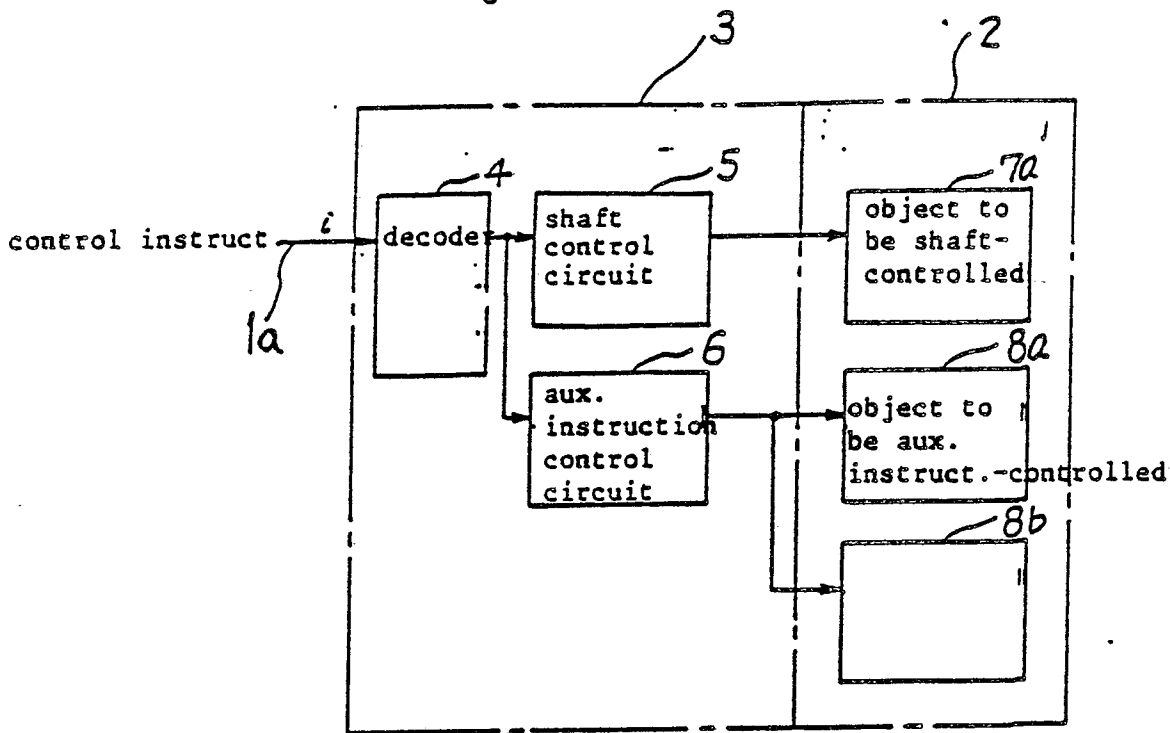 3
2
4
5
7a
control instruct
i
decoder
shaft
control
circuit
object to
be shaft-
controlled
1a
6
8a
aux.
instruction
control
circuit
object to
be aux.
instruct.-controlled
8b